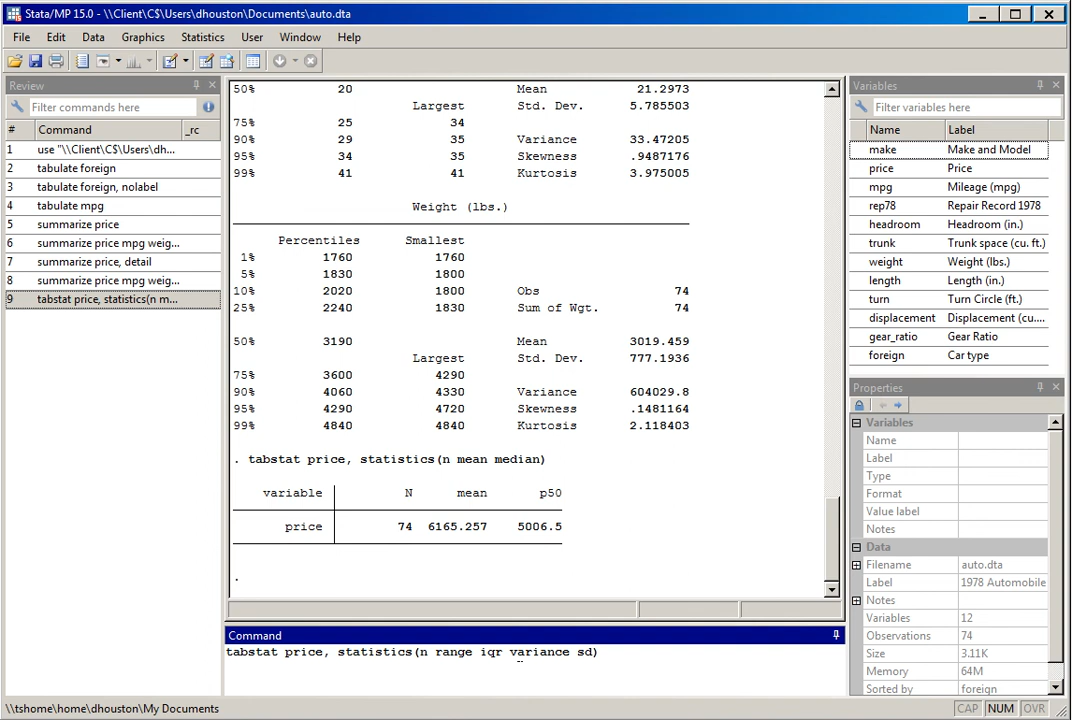 Stata/MP 15.0 - \\Client\C$\Users\dhouston\Documents\auto.dta
File Edit Data Graphics Statistics User Window Help
Review
Filter commands here
# Command _rc
1 use "\\Client\C$\Users\dh...
2 tabulate foreign
3 tabulate foreign, nolabel
4 tabulate mpg
5 summarize price
6 summarize price mpg weig...
7 summarize price, detail
8 summarize price mpg weig...
9 tabstat price, statistics(n m...
50% 20 Mean 21.2973
Largest Std. Dev. 5.785503
75% 25 34
90% 29 35 Variance 33.47205
95% 34 35 Skewness .9487176
99% 41 41 Kurtosis 3.975005
Weight (lbs.)
Percentiles Smallest
1% 1760 1760
5% 1830 1800
10% 2020 1800 Obs 74
25% 2240 1830 Sum of Wgt. 74
50% 3190 Mean 3019.459
Largest Std. Dev. 777.1936
75% 3600 4290
90% 4060 4330 Variance 604029.8
95% 4290 4720 Skewness .1481164
99% 4840 4840 Kurtosis 2.118403
. tabstat price, statistics(n mean median)
variable N mean p50
price 74 6165.257 5006.5
.
Command
tabstat price, statistics(n range iqr variance sd)
Variables
Filter variables here
Name Label
make Make and Model
price Price
mpg Mileage (mpg)
rep78 Repair Record 1978
headroom Headroom (in.)
trunk Trunk space (cu. ft.)
weight Weight (lbs.)
length Length (in.)
turn Turn Circle (ft.)
displacement Displacement (cu....
gear_ratio Gear Ratio
foreign Car type
Properties
Variables
Name
Label
Type
Format
Value label
Notes
Data
Filename auto.dta
Label 1978 Automobile
Notes
Variables 12
Observations 74
Size 3.11K
Memory 64M
Sorted by foreign
\\tshome\home\dhouston\My Documents
CAP NUM OVR